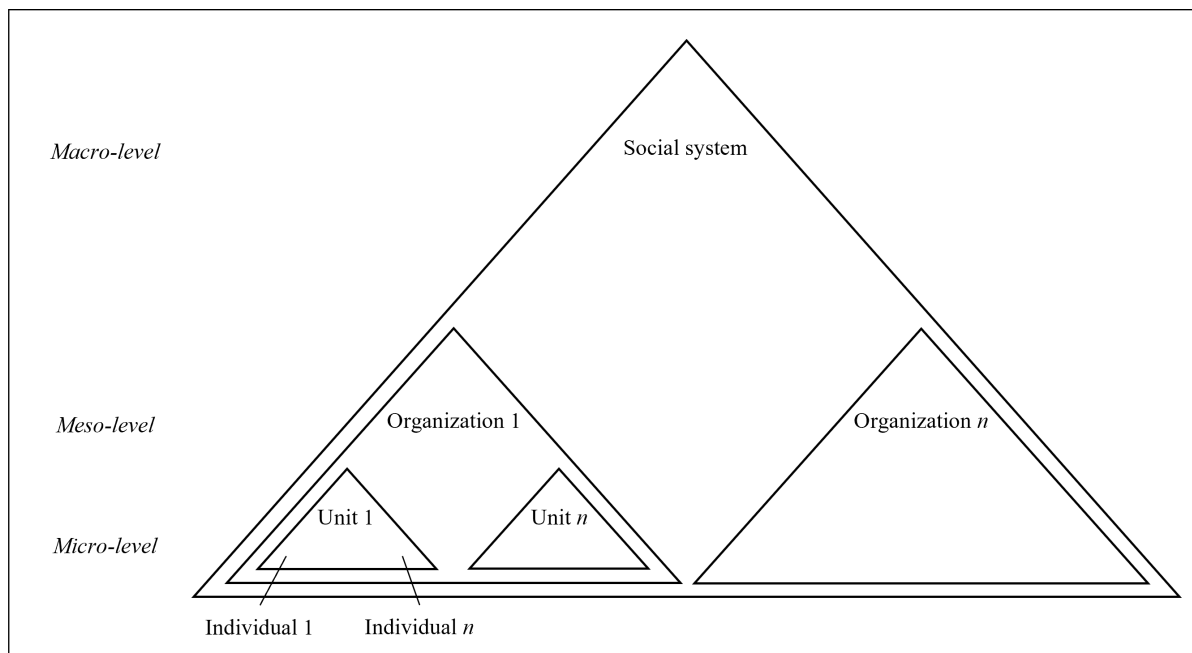 Macro-level
Social system
Meso-level
Organization 1
Organization n
Unit 1
Unit n
Micro-level
Individual 1
Individual n